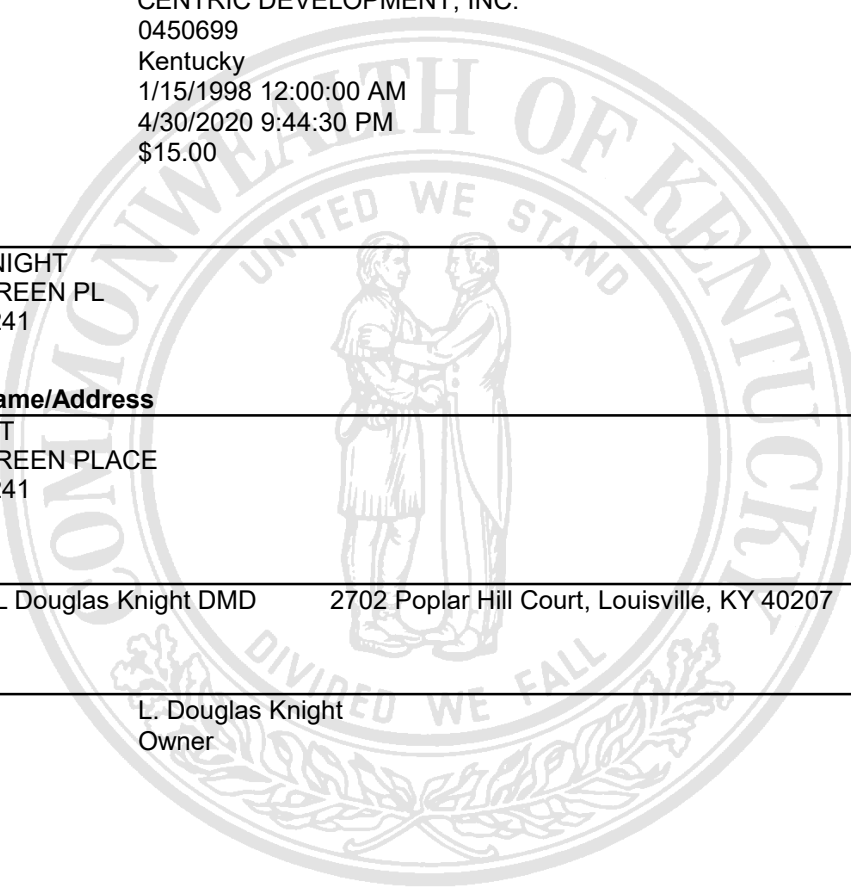 CENTRIC DEVELOPMENT, INC.
0450699
Kentucky
1/15/1998 12:00:00 AM
4/30/2020 9:44:30 PM
$15.00
NIGHT
REEN PL
241
ame/Address
T
REEN PLACE
241
L Douglas Knight DMD 2702 Poplar Hill Court, Louisville, KY 40207
L. Douglas Knight
Owner
COMMONWEALTH OF KENTUCKY
UNITED WE STAND
DIVIDED WE FALL